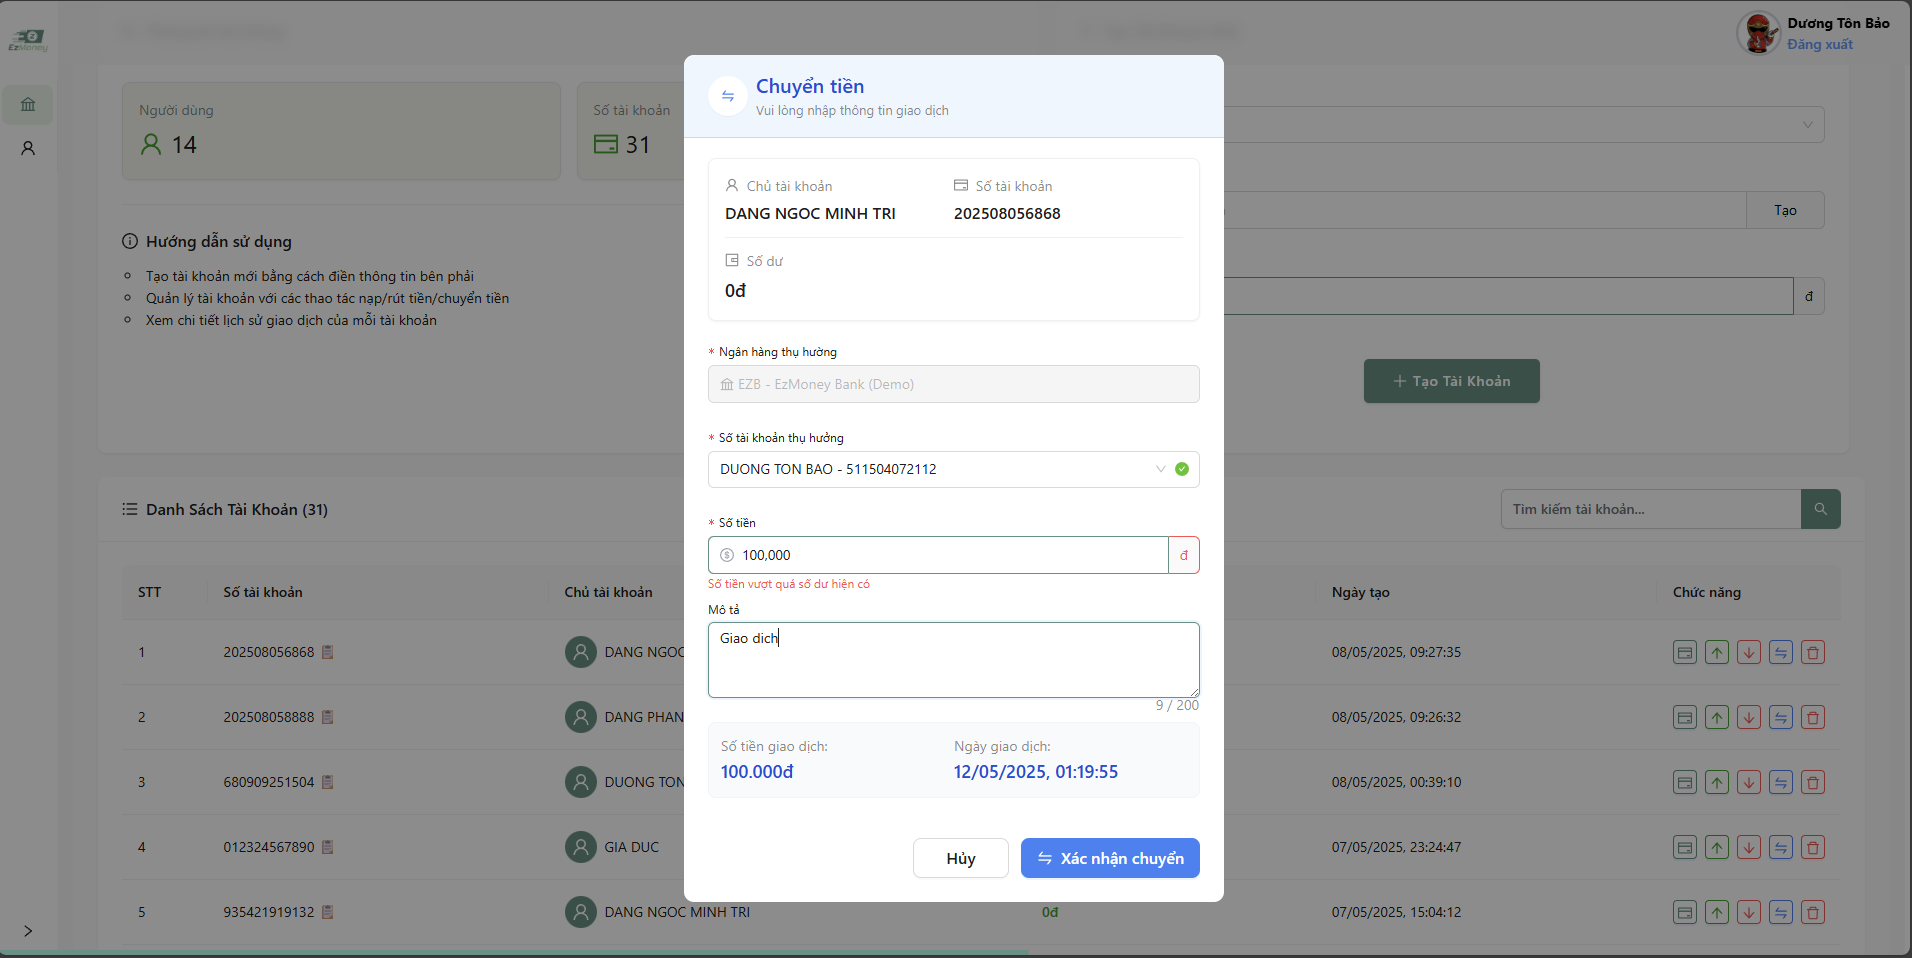 EzMoney
Dương Tôn Bảo
Đăng xuất
Người dùng
14
Số tài khoản
31
Hướng dẫn sử dụng
Tạo tài khoản mới bằng cách điền thông tin bên phải
Quản lý tài khoản với các thao tác nạp/rút tiền/chuyển tiền
Xem chi tiết lịch sử giao dịch của mỗi tài khoản
Tạo
đ
+ Tạo Tài Khoản
Chuyển tiền
Vui lòng nhập thông tin giao dịch
Chủ tài khoản
Số tài khoản
DANG NGOC MINH TRI
202508056868
Số dư
0đ
* Ngân hàng thụ hưởng
EZB - EzMoney Bank (Demo)
* Số tài khoản thụ hưởng
DUONG TON BAO - 511504072112
* Số tiền
100,000
đ
Số tiền vượt quá số dư hiện có
Mô tả
Giao dich
9 / 200
Số tiền giao dịch:
Ngày giao dịch:
100.000đ
12/05/2025, 01:19:55
Hủy
Xác nhận chuyển
Danh Sách Tài Khoản (31)
Tìm kiếm tài khoản...
STT
Số tài khoản
Chủ tài khoản
Ngày tạo
Chức năng
1
202508056868
DANG NGOC
08/05/2025, 09:27:35
2
202508058888
DANG PHAN
08/05/2025, 09:26:32
3
680909251504
DUONG TON
08/05/2025, 00:39:10
4
012324567890
GIA DUC
07/05/2025, 23:24:47
5
935421919132
DANG NGOC MINH TRI
0đ
07/05/2025, 15:04:12